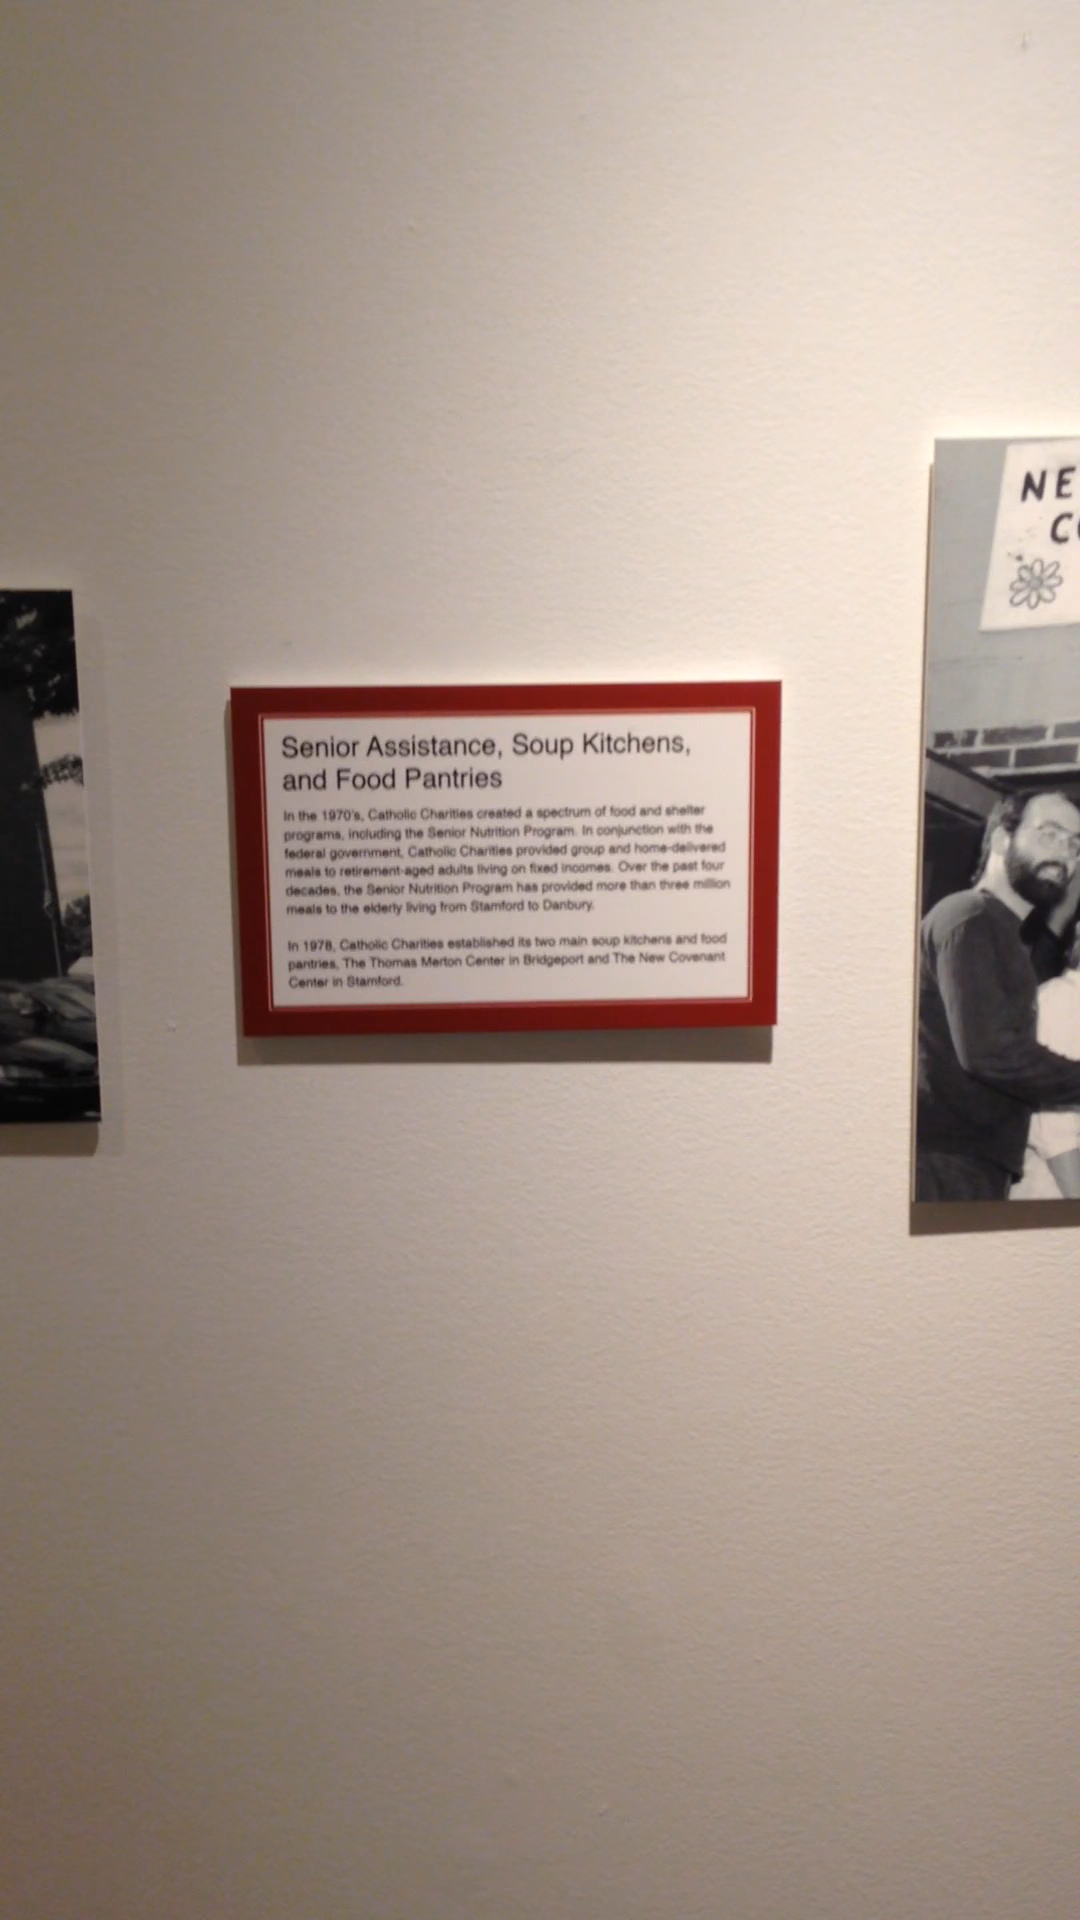 Senior Assistance, Soup Kitchens,
and Food Pantries
In the 1970's, Catholic Charities created a spectrum of food and shelter
programs, including the Senior Nutrition Program. In conjunction with the
federal government, Catholic Charities provided group and home-delivered
meals to retirement-aged adults living on fixed incomes. Over the past four
decades, the Senior Nutrition Program has provided more than three million
meals to the elderly living from Stamford to Danbury.
In 1978, Catholic Charities established its two main soup kitchens and food
pantries, The Thomas Merton Center in Bridgeport and The New Covenant
Center in Stamford.
NE
C